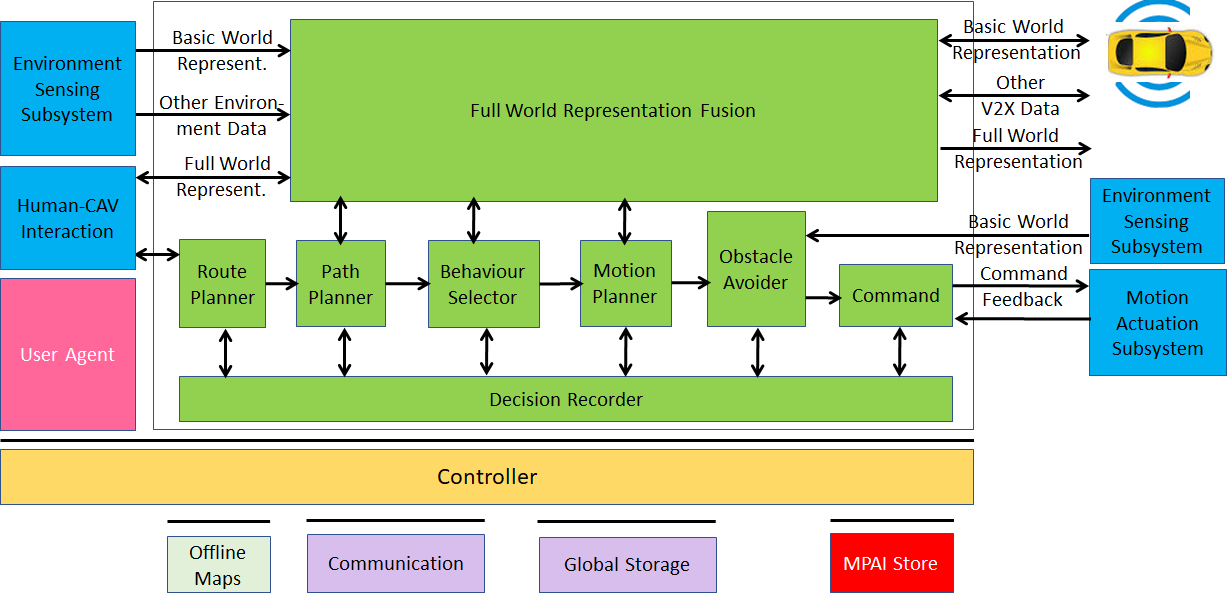 Environment
Sensing
Subsystem
Basic World
Represent.
Other Environ-
ment Data
Full World
Represent.
Full World Representation Fusion
Basic World
Representation
Other
V2X Data
Full World
Representation
Human-CAV
Interaction
Environment
Sensing
Subsystem
Basic World
Representation
Route
Planner
Path
Planner
Behaviour
Selector
Motion
Planner
Obstacle
Avoider
Command
Command
Feedback
Motion
Actuation
Subsystem
User Agent
Decision Recorder
Controller
Offline
Maps
Communication
Global Storage
MPAI Store